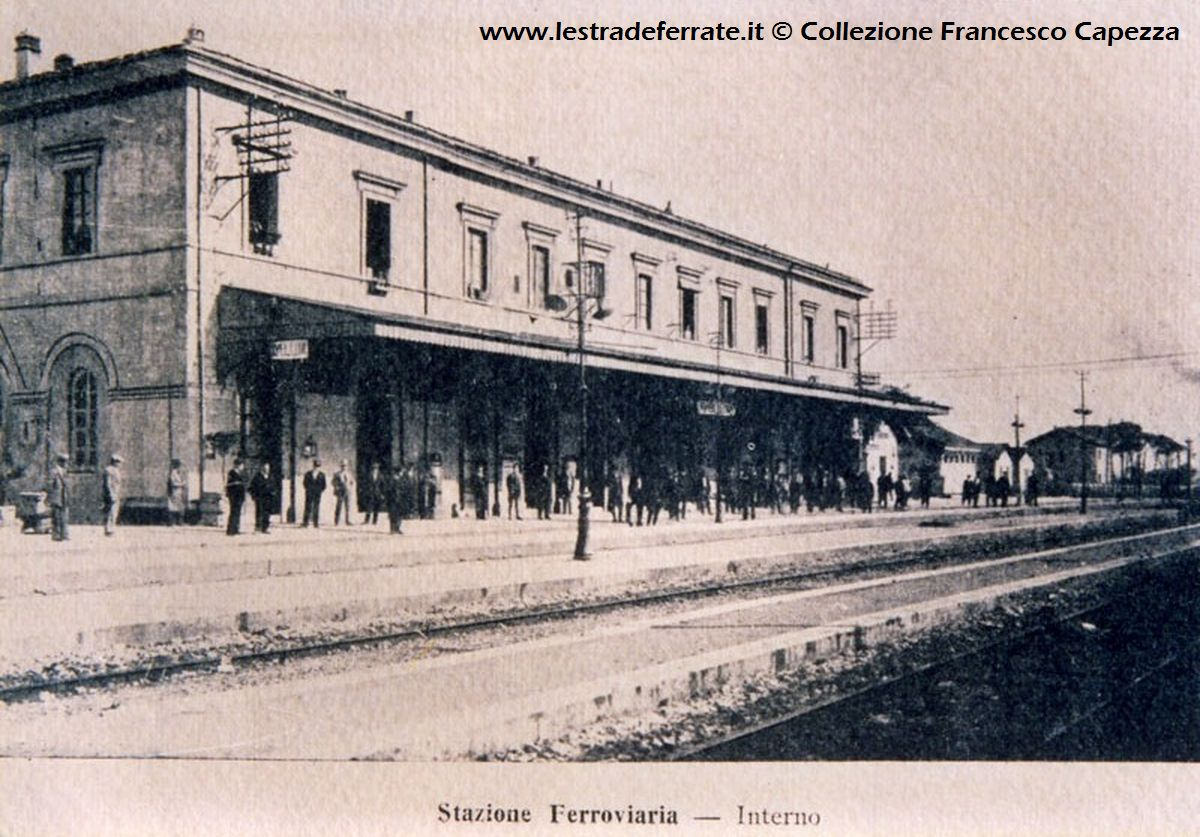 www.lestradeferrate.it © Collezione Francesco Capezza
Stazione Ferroviaria — Interno